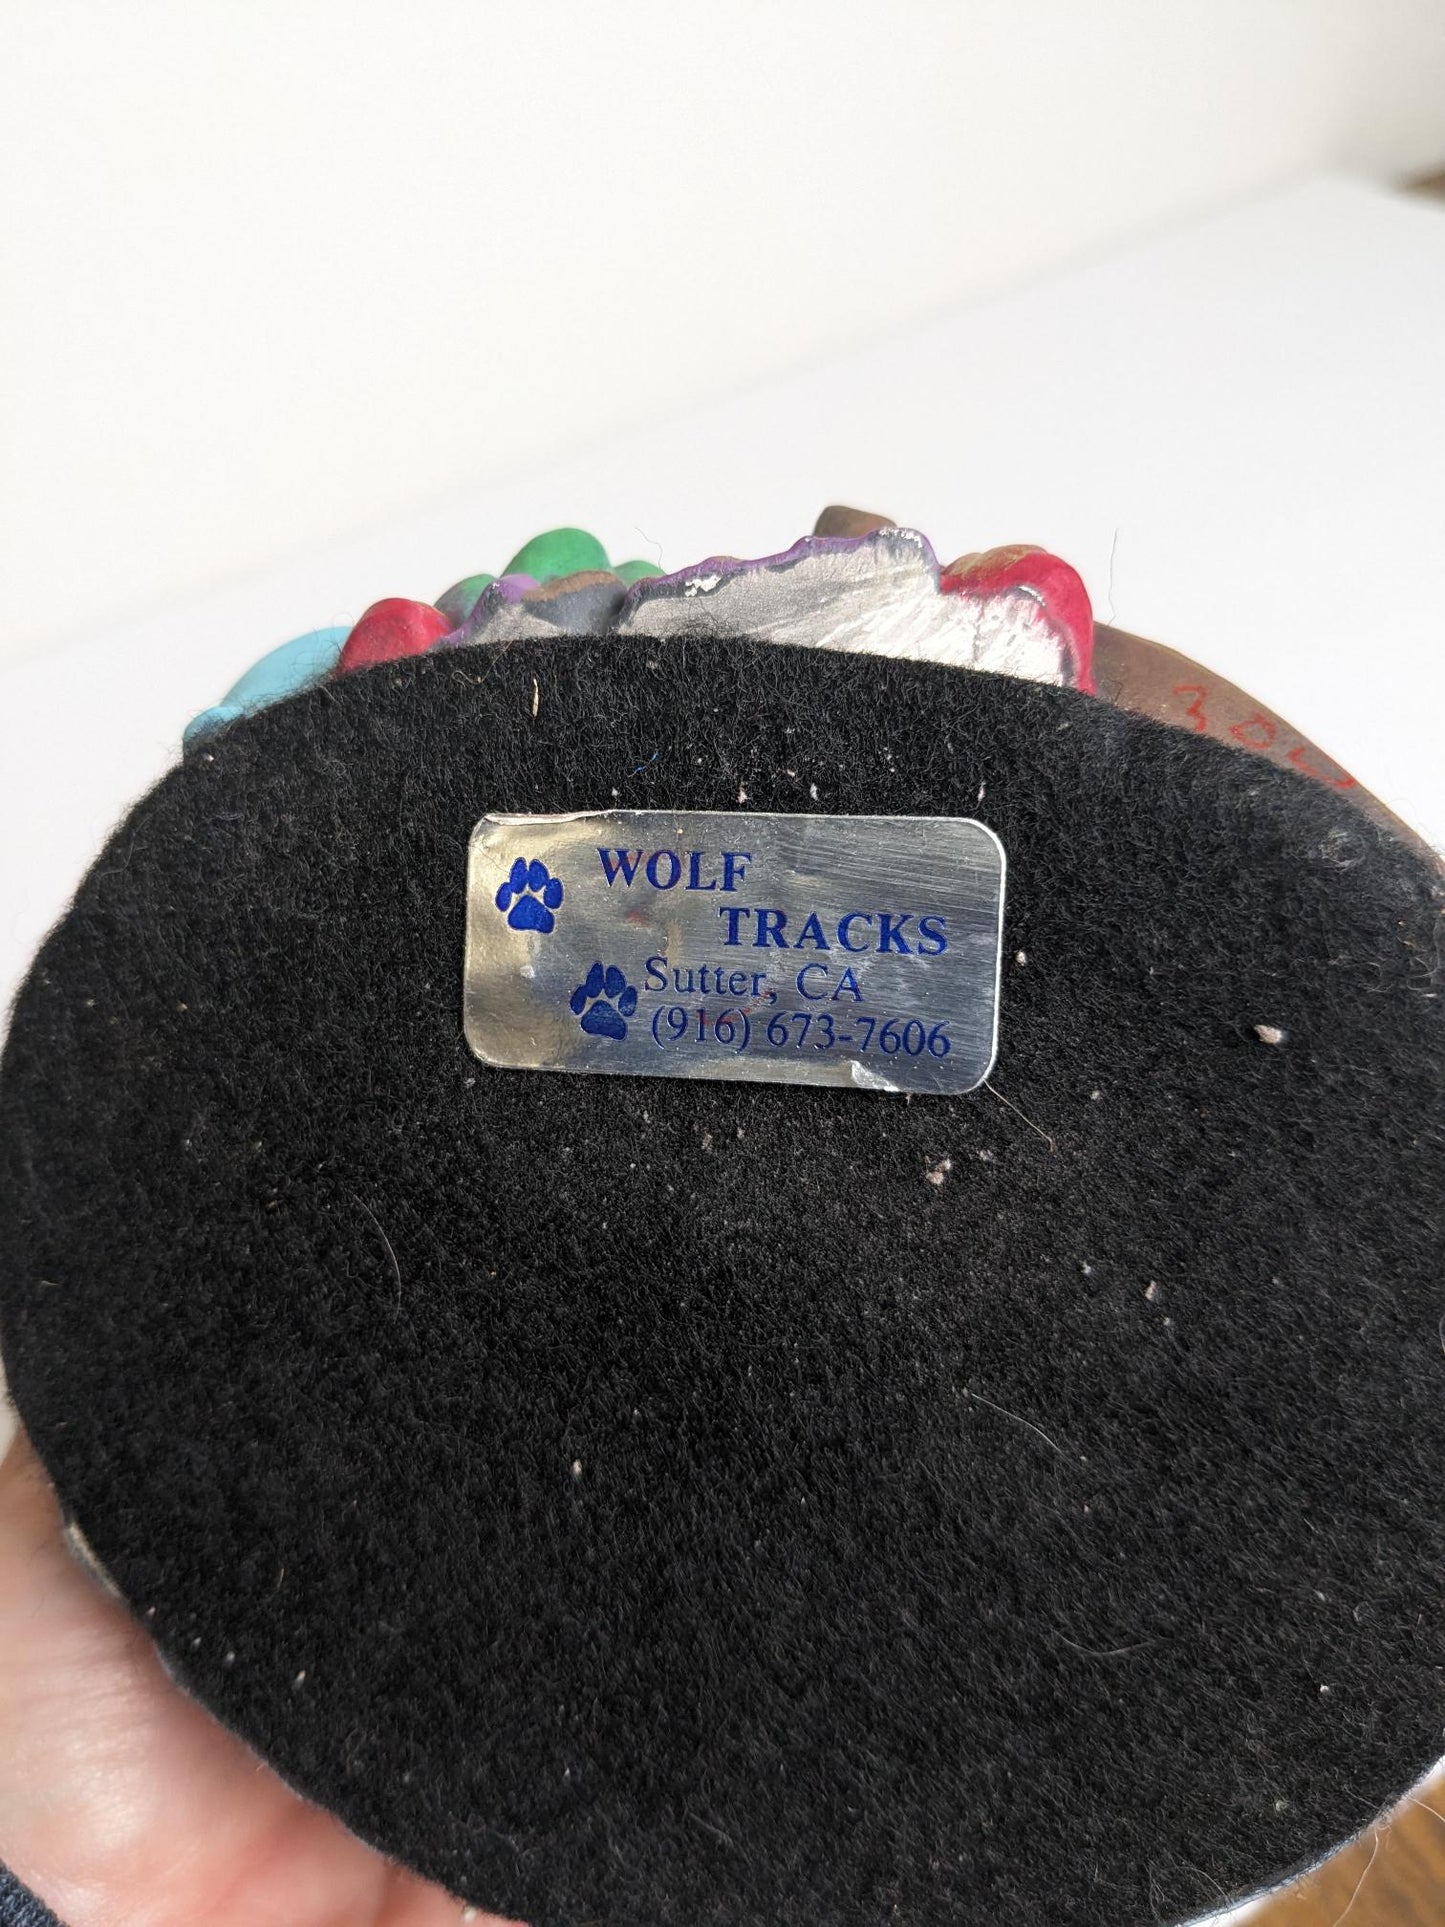 WOLF
TRACKS
Sutter, CA
(916) 673-7606